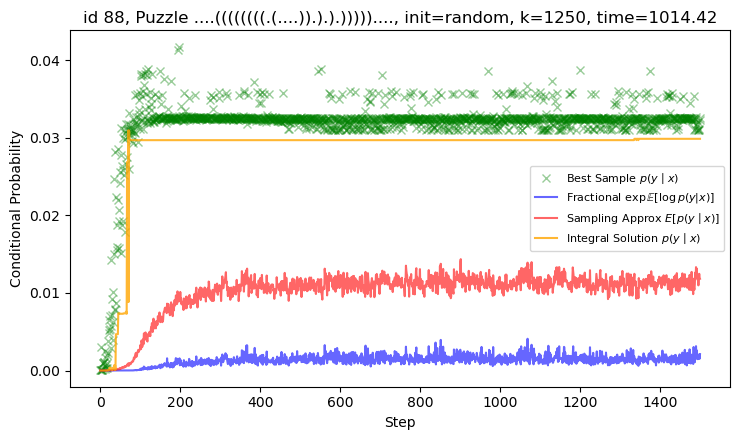 id 88, Puzzle ....((((((((.(....)).).).)))))...., init=random, k=1250, time=1014.42
0.04
0.03
0.02
0.01
0.00
Conditional Probability
Best Sample p(y | x)
Fractional exp𝔼[log p(y|x)]
Sampling Approx E[p(y | x)]
Integral Solution p(y | x)
0 200 400 600 800 1000 1200 1400
Step